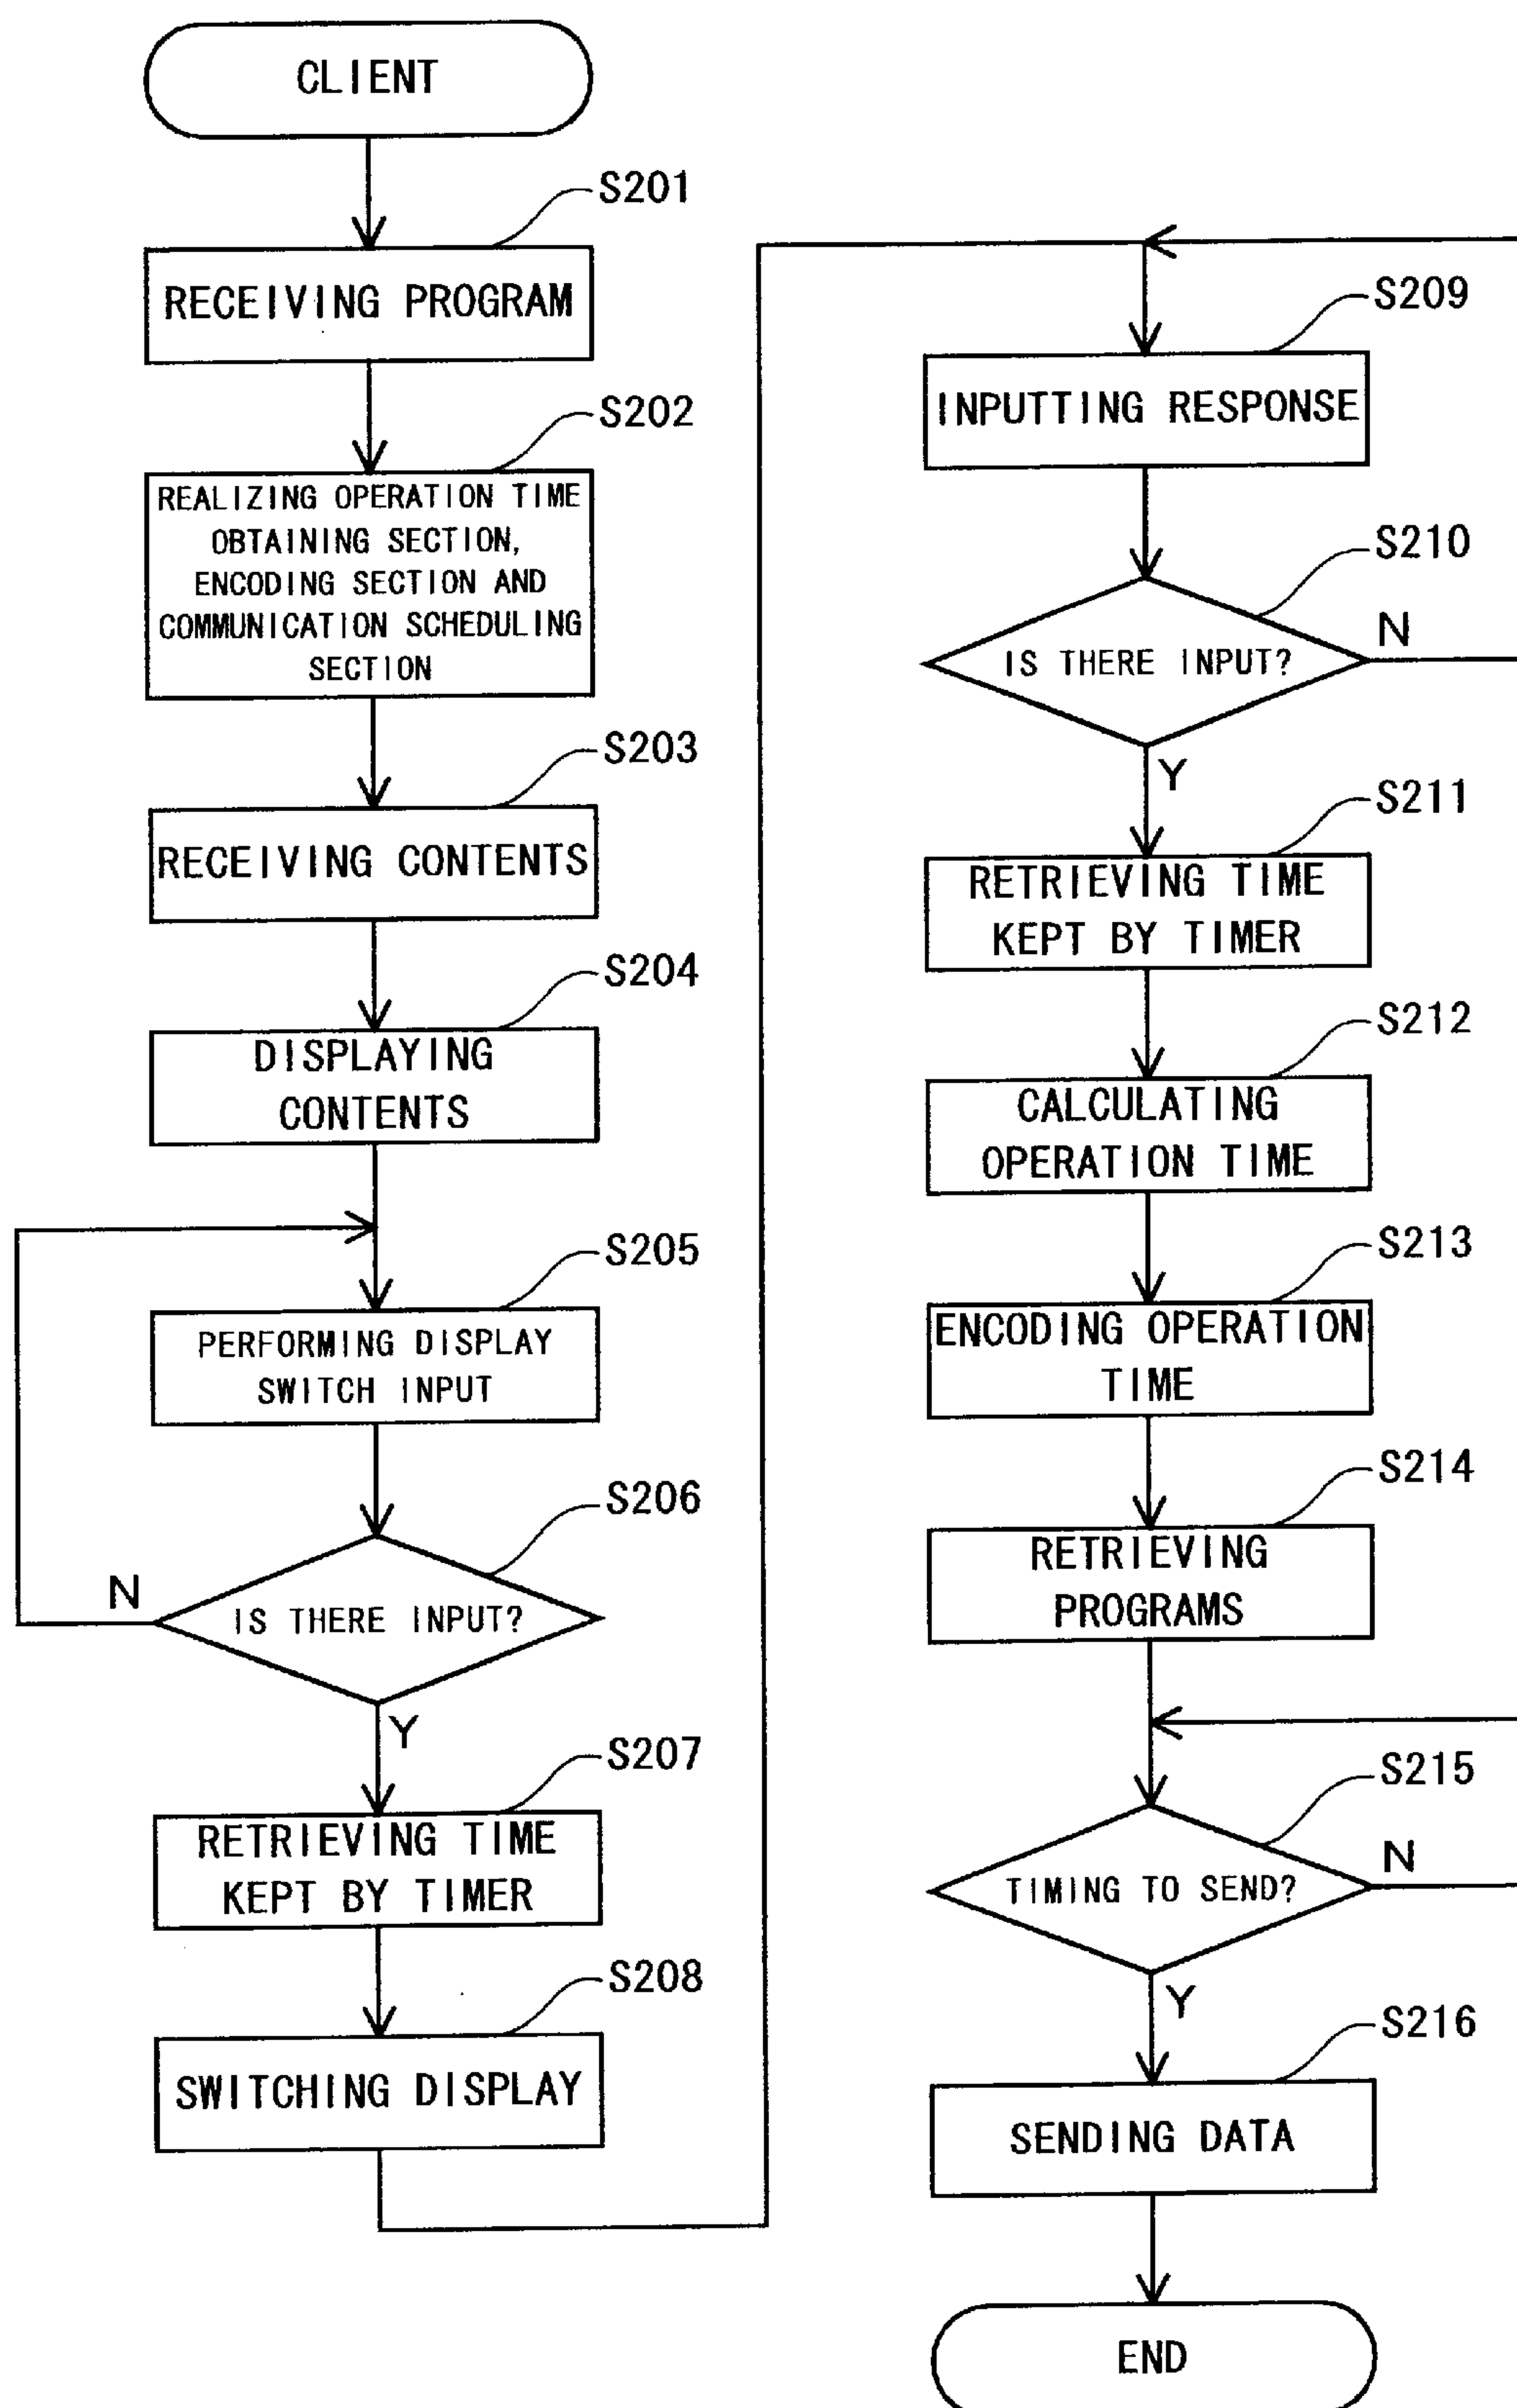 CLIENT
S201
RECEIVING PROGRAM
S202
REALIZING OPERATION TIME
OBTAINING SECTION,
ENCODING SECTION AND
COMMUNICATION SCHEDULING
SECTION
S203
RECEIVING CONTENTS
S204
DISPLAYING
CONTENTS
S205
PERFORMING DISPLAY
SWITCH INPUT
S206
N
IS THERE INPUT?
Y
S207
RETRIEVING TIME
KEPT BY TIMER
S208
SWITCHING DISPLAY
S209
INPUTTING RESPONSE
S210
N
IS THERE INPUT?
Y
S211
RETRIEVING TIME
KEPT BY TIMER
S212
CALCULATING
OPERATION TIME
S213
ENCODING OPERATION
TIME
S214
RETRIEVING
PROGRAMS
S215
N
TIMING TO SEND?
Y
S216
SENDING DATA
END